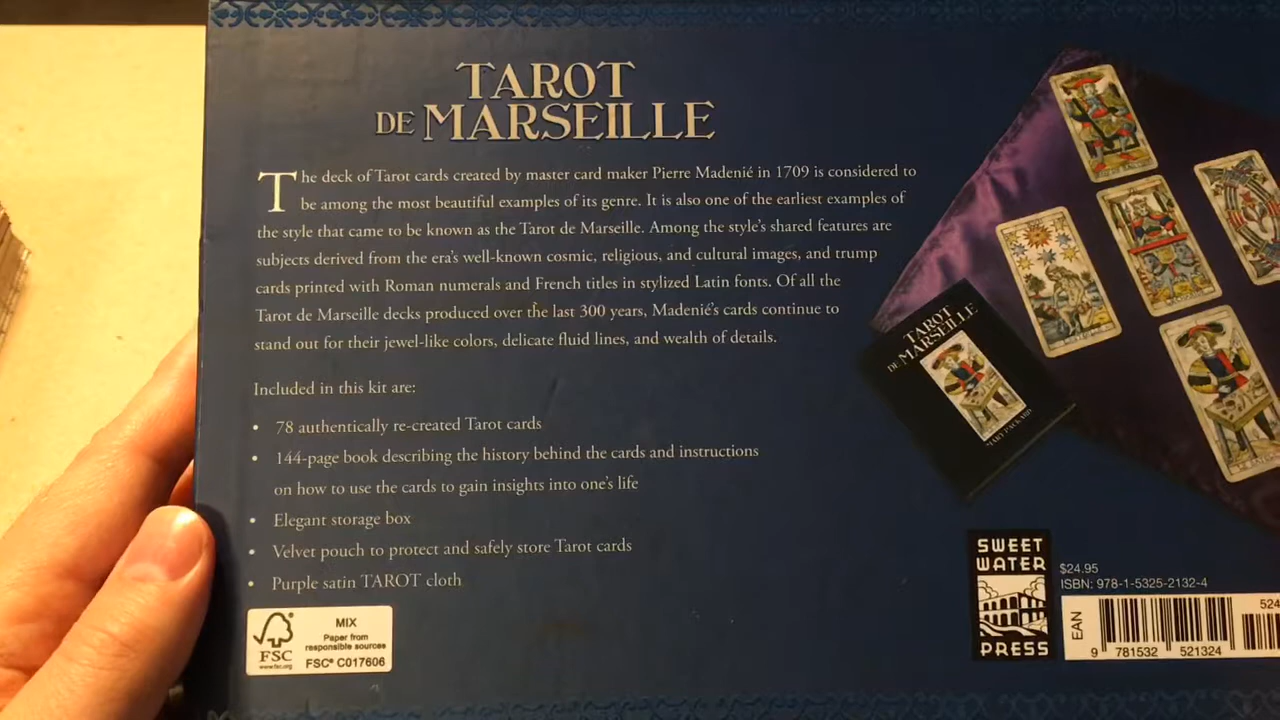 TAROT
DE MARSEILLE
The deck of Tarot cards created by master card maker Pierre Madenié in 1709 is considered to
be among the most beautiful examples of its genre. It is also one of the earliest examples of
the style that came to be known as the Tarot de Marseille. Among the style's shared features are
subjects derived from the era's well-known cosmic, religious, and cultural images, and trump
cards printed with Roman numerals and French titles in stylized Latin fonts. Of all the
Tarot de Marseille decks produced over the last 300 years, Madenié's cards continue to
stand out for their jewel-like colors, delicate fluid lines, and wealth of details.
Included in this kit are:
• 78 authentically re-created Tarot cards
• 144-page book describing the history behind the cards and instructions
on how to use the cards to gain insights into one's life
• Elegant storage box
• Velvet pouch to protect and safely store Tarot cards
• Purple satin TAROT cloth
FSC
www.fsc.org
MIX
Paper from
responsible sources
FSC® C017606
TAROT
DE MARSEILLE
MARY PACKARD
SWEET
WATER
PRESS
$24.95
ISBN: 978-1-5325-2132-4
EAN
9 781532 521324
524